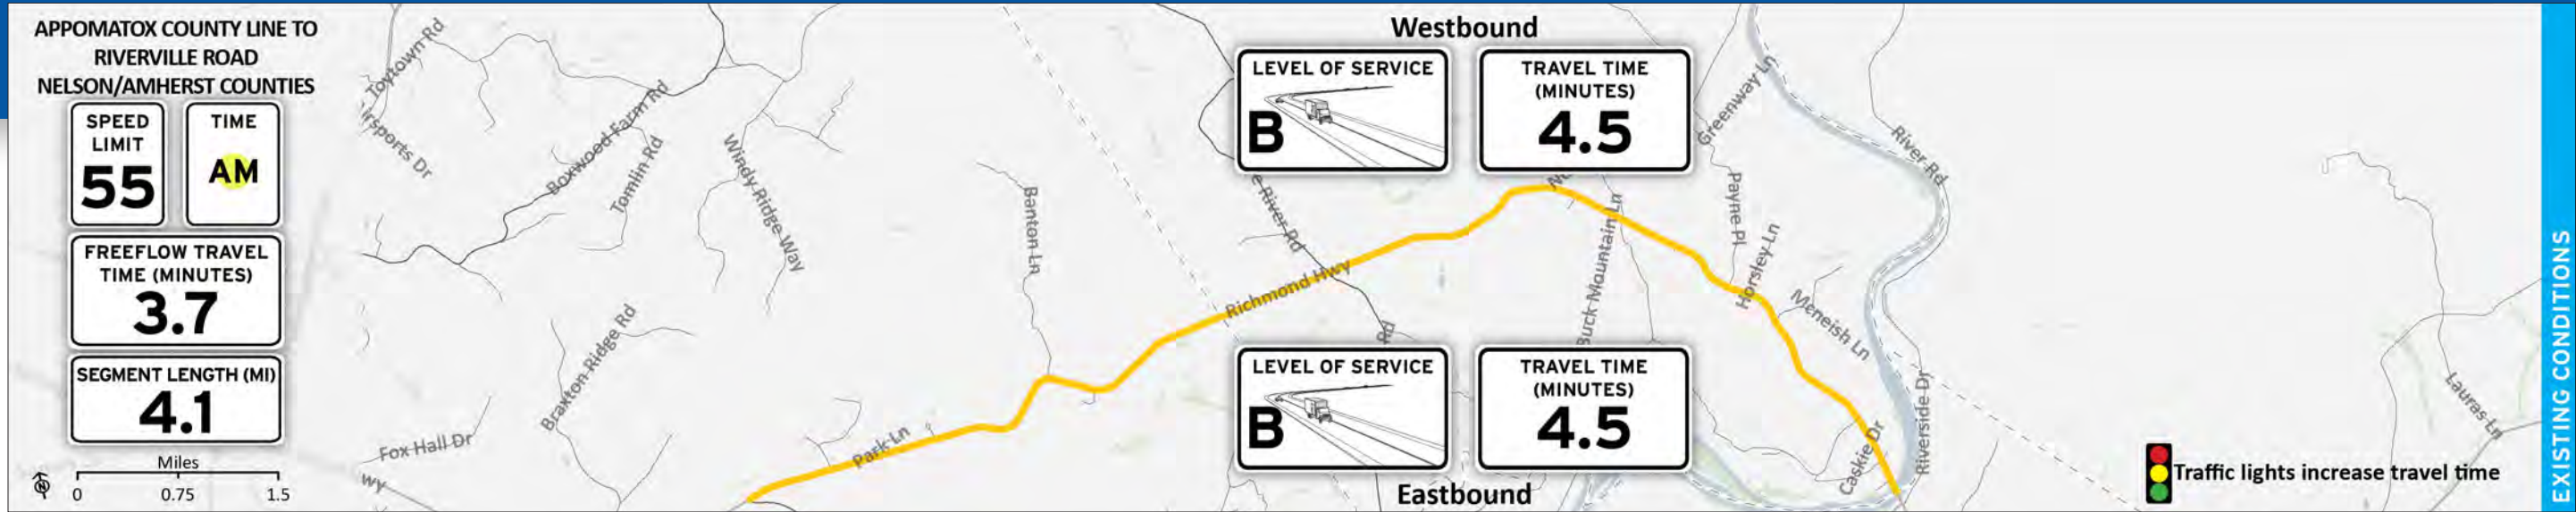 APPOMATOX COUNTY LINE TO
RIVERVILLE ROAD
NELSON/AMHERST COUNTIES
SPEED
LIMIT
55
TIME
AM
FREEFLOW TRAVEL
TIME (MINUTES)
3.7
SEGMENT LENGTH (MI)
4.1
Miles
0 0.75 1.5
Toytown Rd
Boxwood Farm Rd
Tomlin Rd
Windy Ridge Way
Braxton Ridge Rd
Fox Hall Dr
wy
Banton Ln
Park Ln
Richmond Hwy
Westbound
LEVEL OF SERVICE
B
TRAVEL TIME
(MINUTES)
4.5
River Rd
Rd
Buck Mountain Ln
Greenway Ln
Payne Pl
Horsley Ln
Mcneish Ln
River Rd
Riverside Dr
Caskie Dr
LEVEL OF SERVICE
B
TRAVEL TIME
(MINUTES)
4.5
Eastbound
Lauras Ln
Traffic lights increase travel time
EXISTING CONDITIONS